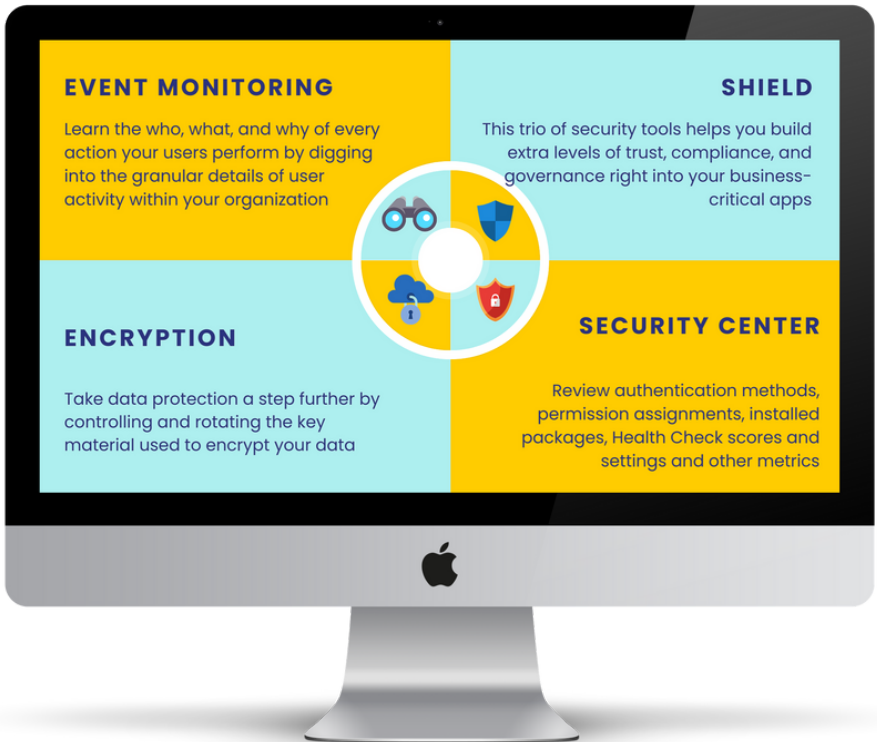 EVENT MONITORING
Learn the who, what, and why of every
action your users perform by digging
into the granular details of user
activity within your organization
SHIELD
This trio of security tools helps you build
extra levels of trust, compliance, and
governance right into your business-
critical apps
ENCRYPTION
Take data protection a step further by
controlling and rotating the key
material used to encrypt your data
SECURITY CENTER
Review authentication methods,
permission assignments, installed
packages, Health Check scores and
settings and other metrics